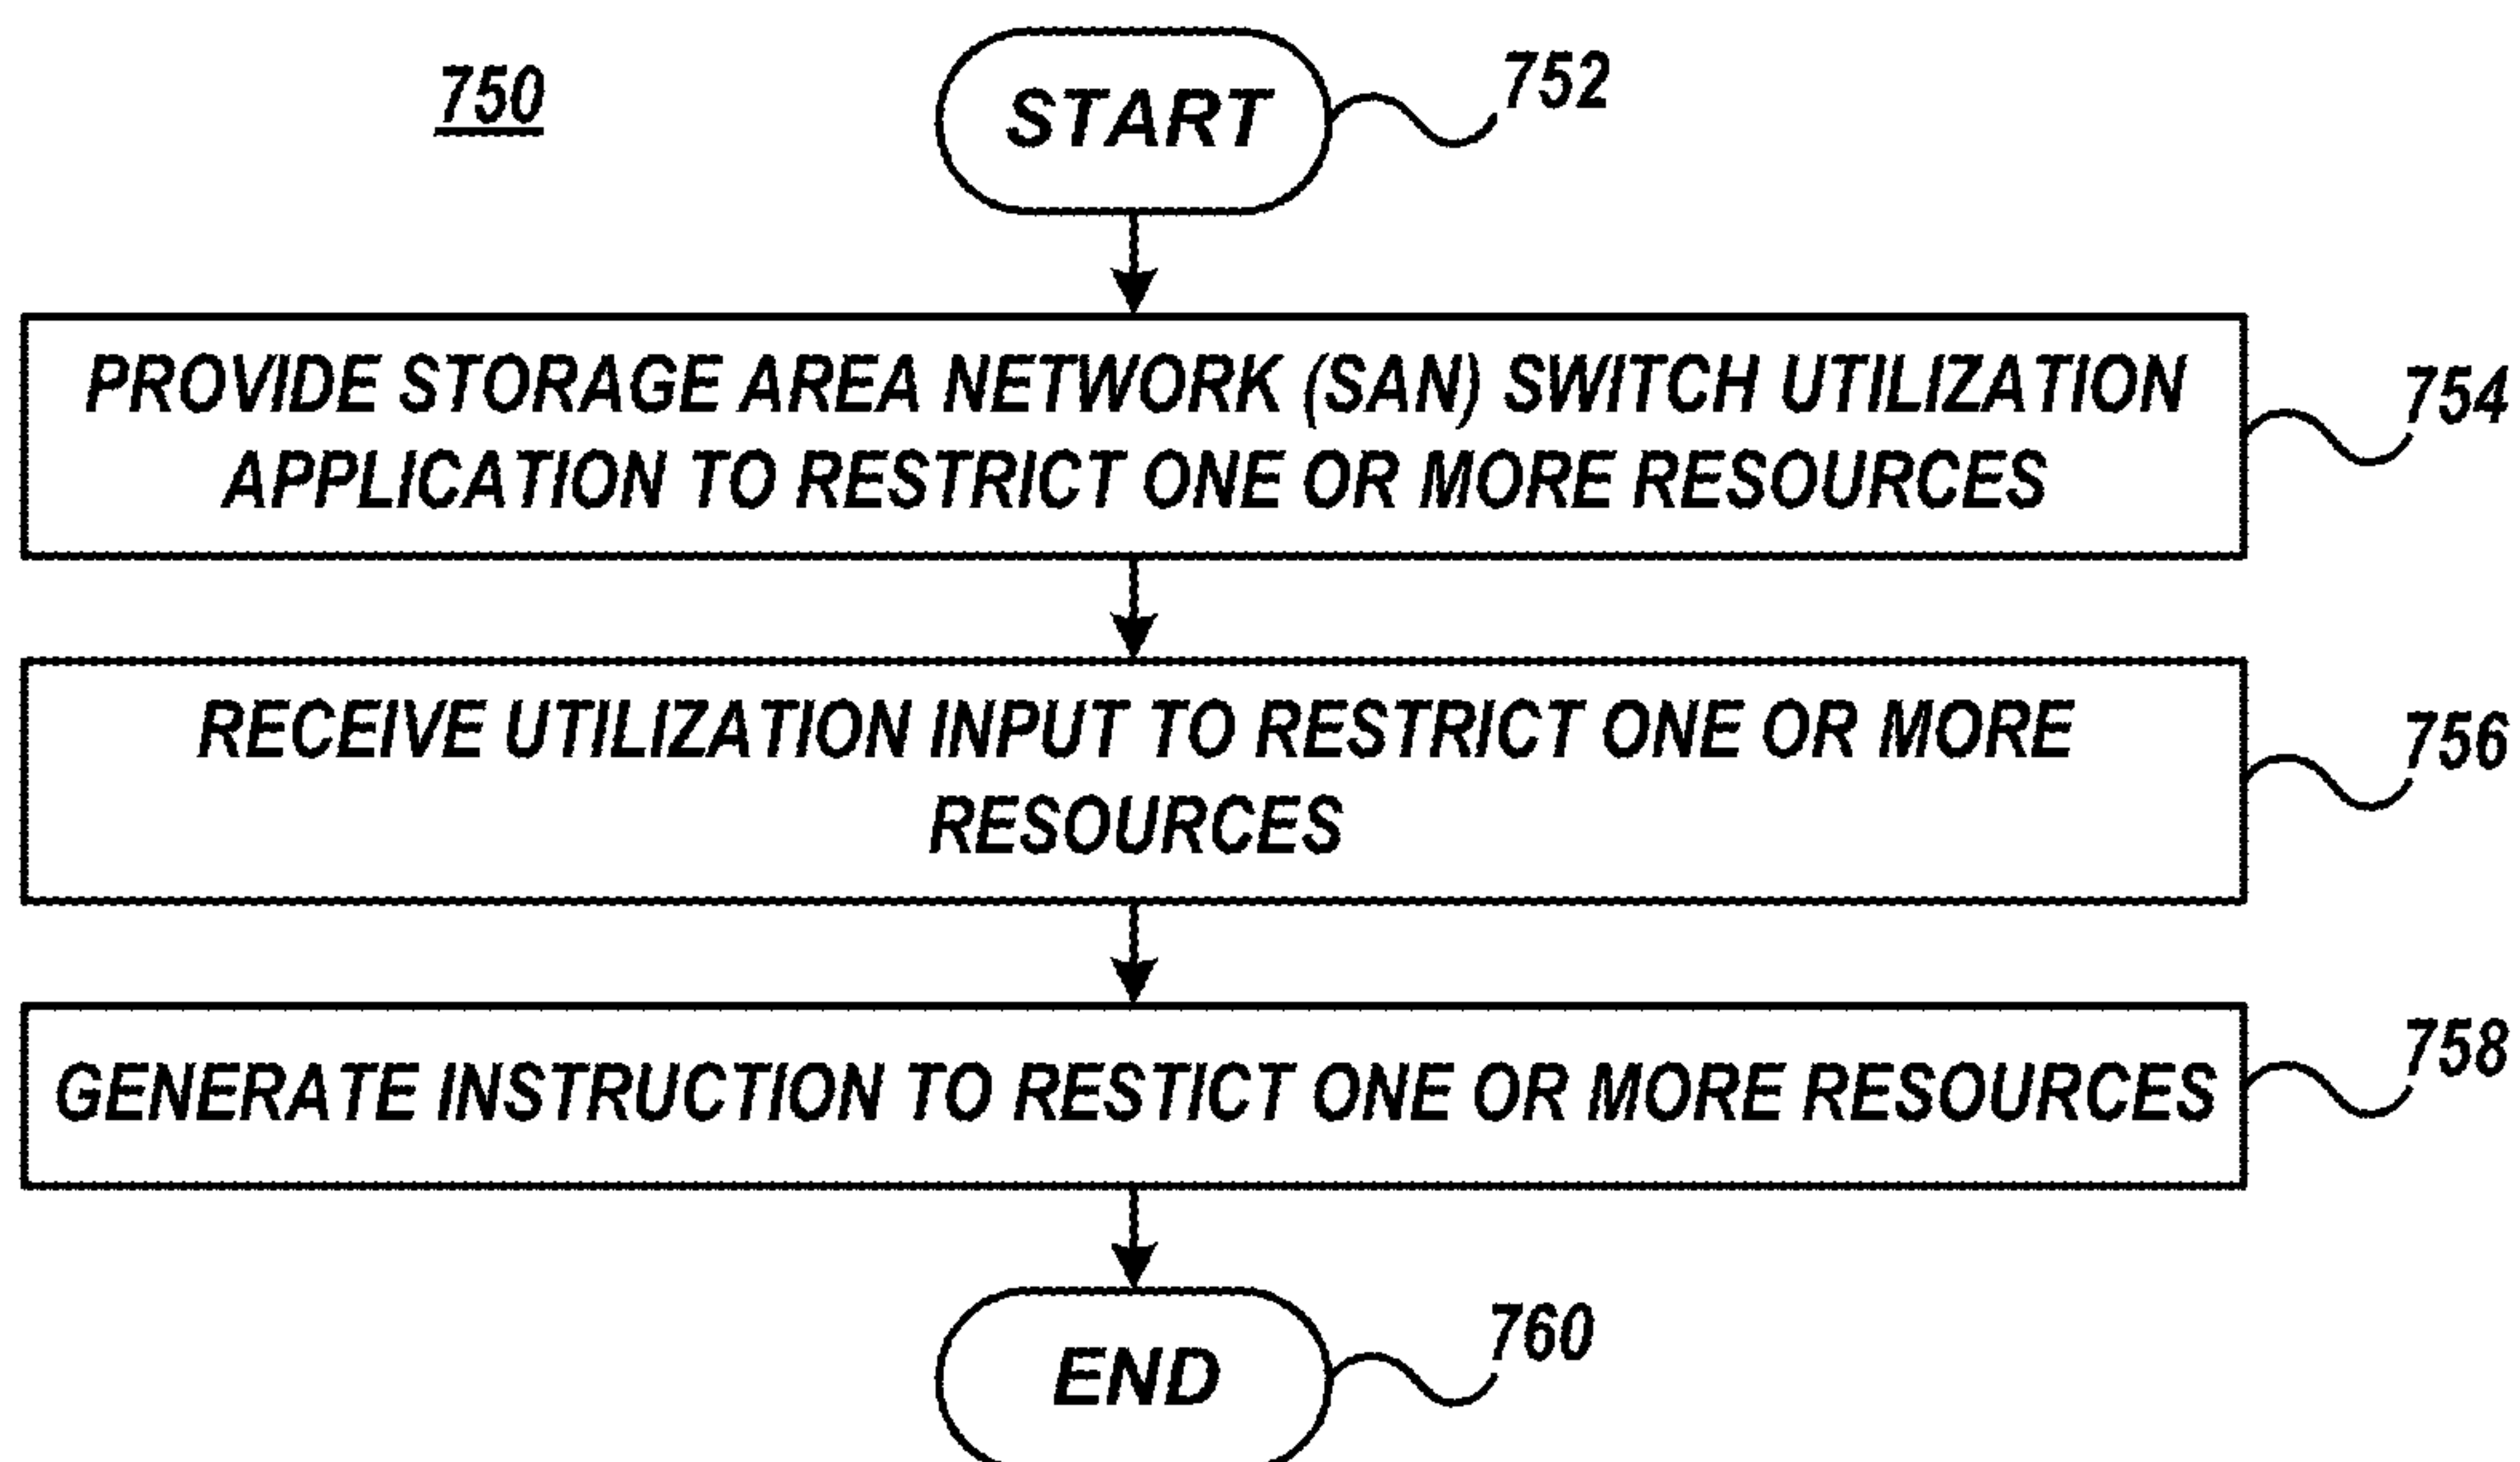 750
START
752
PROVIDE STORAGE AREA NETWORK (SAN) SWITCH UTILIZATION
APPLICATION TO RESTRICT ONE OR MORE RESOURCES
754
RECEIVE UTILIZATION INPUT TO RESTRICT ONE OR MORE
RESOURCES
756
GENERATE INSTRUCTION TO RESTICT ONE OR MORE RESOURCES
758
END
760